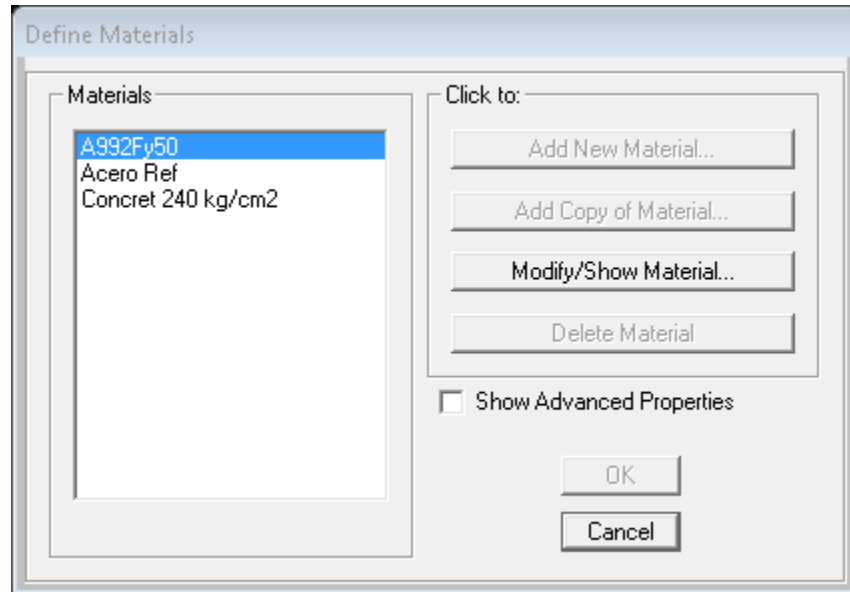 Define Materials
Materials
A992Fy50
Acero Ref
Concret 240 kg/cm2
Click to:
Add New Material...
Add Copy of Material...
Modify/Show Material...
Delete Material
Show Advanced Properties
OK
Cancel